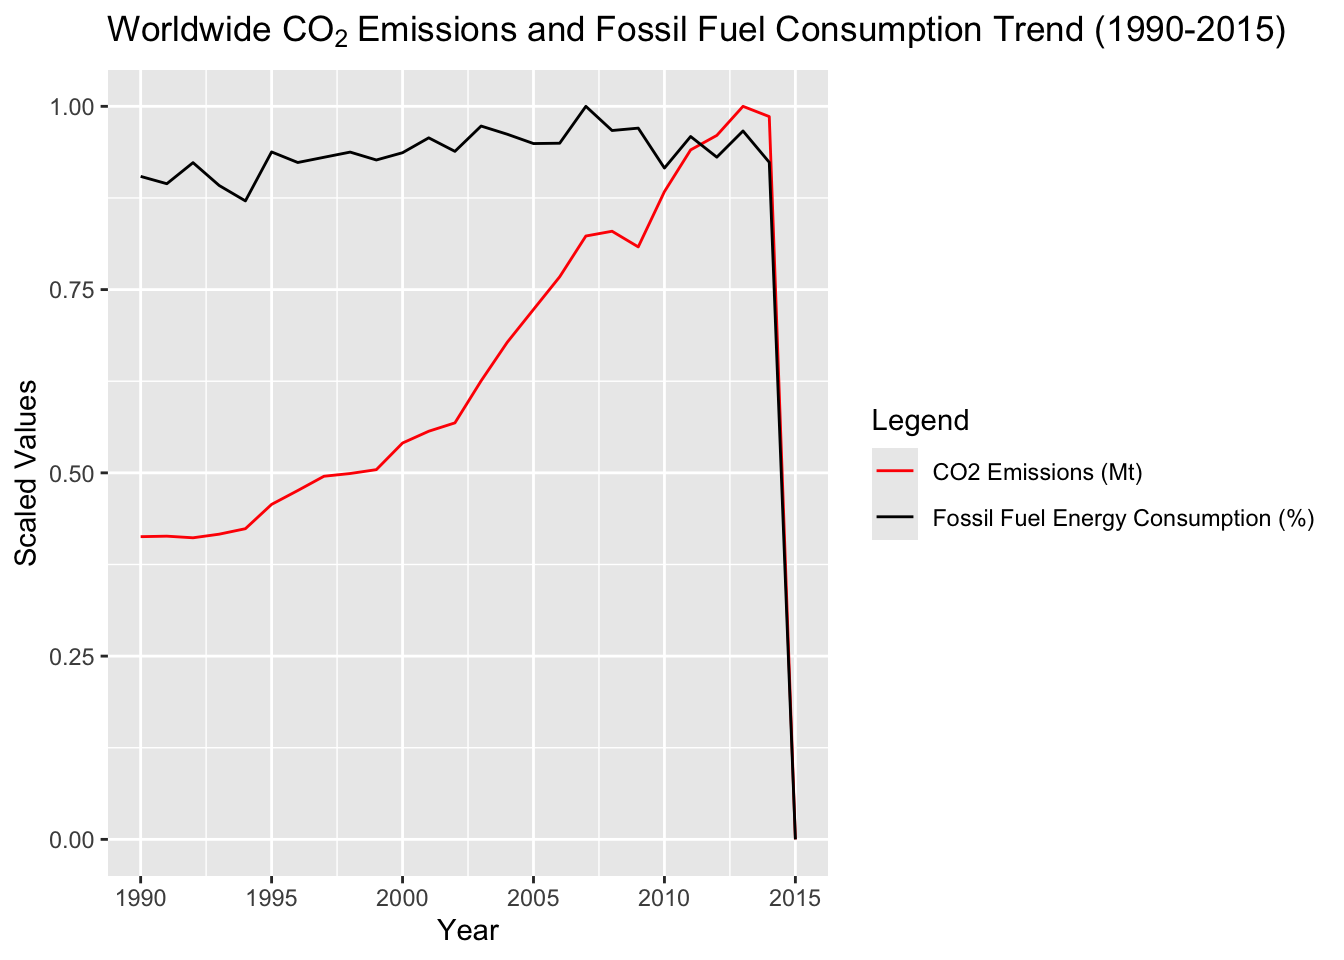 Worldwide CO₂ Emissions and Fossil Fuel Consumption Trend (1990-2015)
1.00
0.75
0.50
0.25
0.00
Scaled Values
1990 1995 2000 2005 2010 2015
Year
Legend
CO2 Emissions (Mt)
Fossil Fuel Energy Consumption (%)